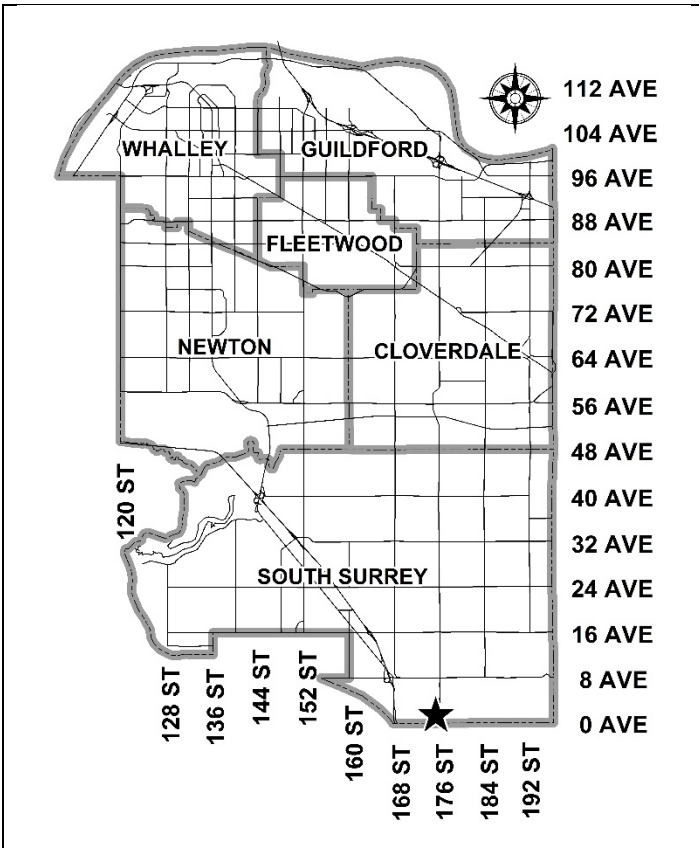 112 AVE
104 AVE
WHALLEY
GUILDFORD
96 AVE
88 AVE
FLEETWOOD
80 AVE
72 AVE
NEWTON
CLOVERDALE
64 AVE
56 AVE
48 AVE
120 ST
40 AVE
32 AVE
SOUTH SURREY
24 AVE
16 AVE
128 ST
136 ST
144 ST
152 ST
8 AVE
160 ST
0 AVE
168 ST
176 ST
184 ST
192 ST